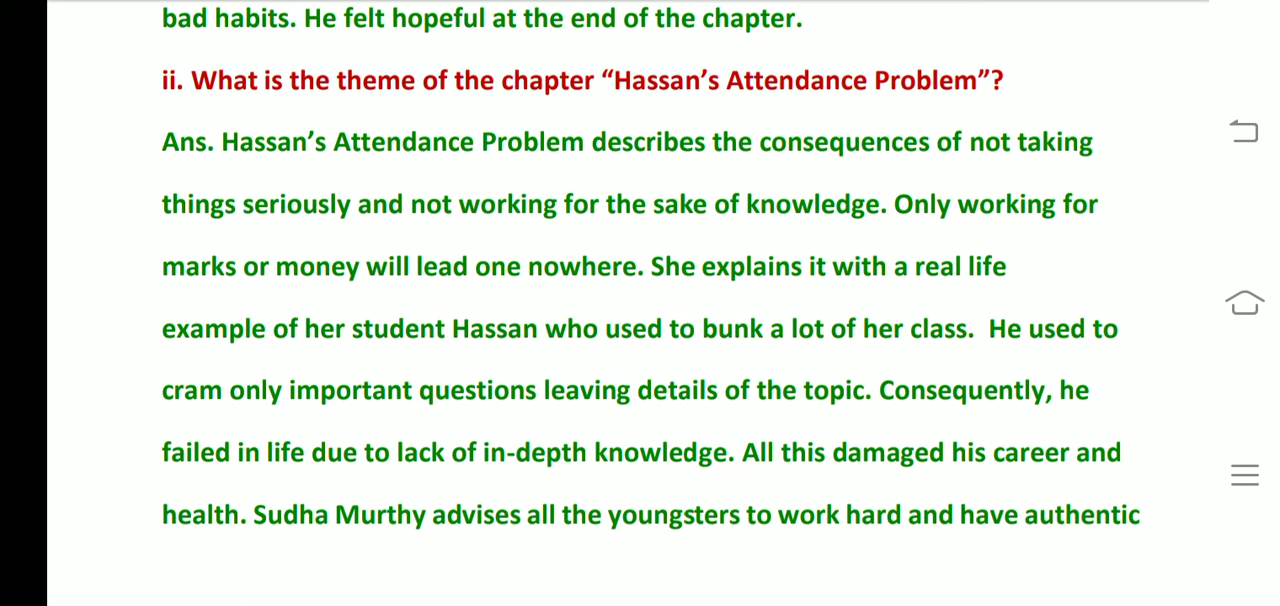 bad habits. He felt hopeful at the end of the chapter.
ii. What is the theme of the chapter “Hassan’s Attendance Problem”?
Ans. Hassan’s Attendance Problem describes the consequences of not taking
things seriously and not working for the sake of knowledge. Only working for
marks or money will lead one nowhere. She explains it with a real life
example of her student Hassan who used to bunk a lot of her class.  He used to
cram only important questions leaving details of the topic. Consequently, he
failed in life due to lack of in-depth knowledge. All this damaged his career and
health. Sudha Murthy advises all the youngsters to work hard and have authentic